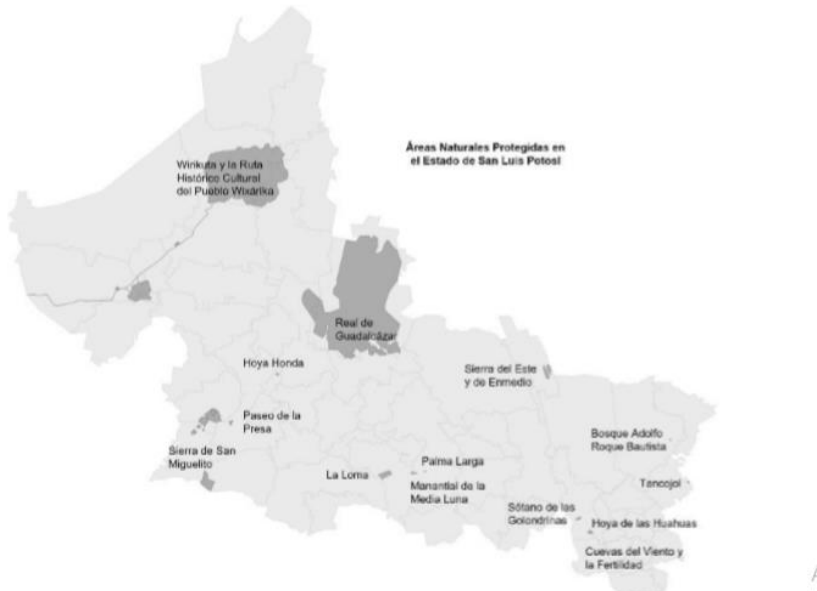 Áreas Naturales Protegidas en
el Estado de San Luis Potosí
Wirikuta y la Ruta
Histórico Cultural
del Pueblo Wixárika
Real de
Guadalcázar
Hoya Honda
Sierra del Este
y de Enmedio
Paseo de la
Presa
Bosque Adolfo
Roque Bautista
Sierra de San
Miguelito
Palma Larga
La Loma
Manantial de la
Media Luna
Tancojol
Sótano de las
Golondrinas
Hoya de las Huahuas
Cuevas del Viento y
la Fertilidad